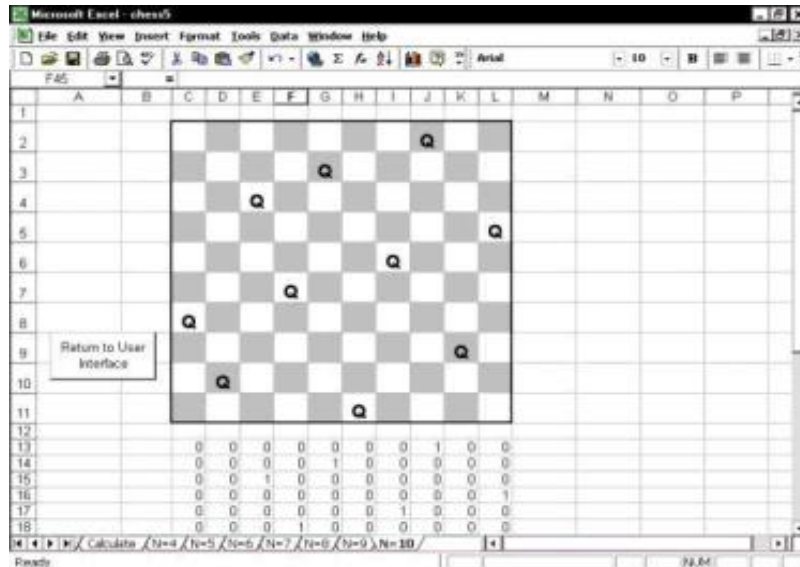 Microsoft Excel - chess5
File Edit View Insert Format Tools Data Window Help
Arial 10 B
F45 =
A B C D E F G H I J K L M N O P
1
2 Q
3 Q
4 Q
5 Q
6 Q
7 Q
8 Q
9 Q
10 Q
11 Q
Return to User
Interface
12
13 0 0 0 0 0 0 0 1 0 0
14 0 0 0 0 1 0 0 0 0 0
15 0 0 1 0 0 0 0 0 0 0
16 0 0 0 0 0 0 0 0 0 1
17 0 0 0 0 0 0 1 0 0 0
18 0 0 0 1 0 0 0 0 0 0
Calculate N=4 N=5 N=6 N=7 N=8 N=9 N=10
Ready NUM